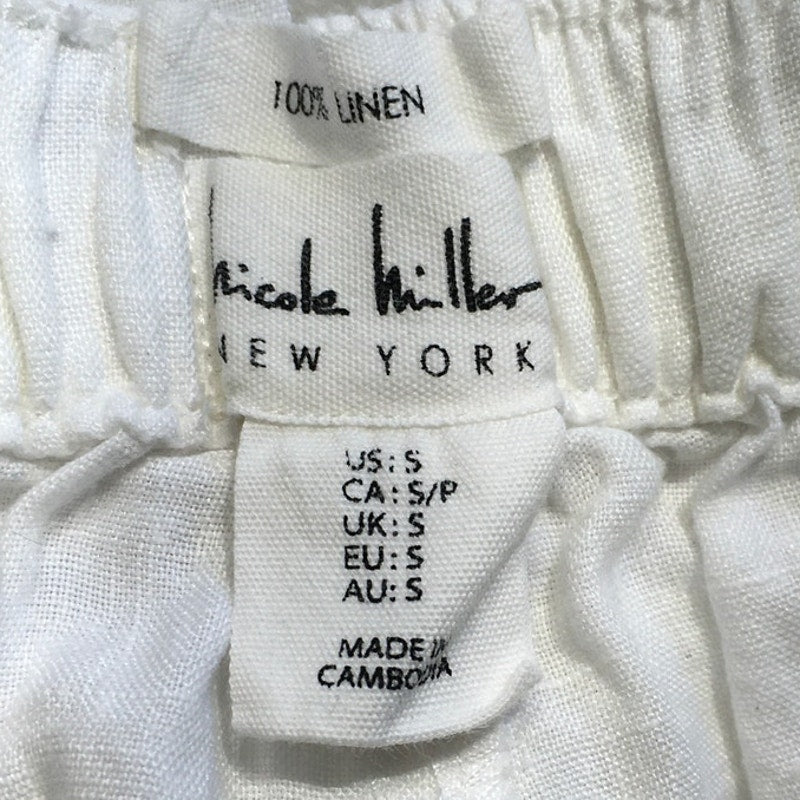 100% LINEN
nicole miller
NEW YORK
US: S
CA: S/P
UK: S
EU: S
AU: S
MADE IN
CAMBODIA